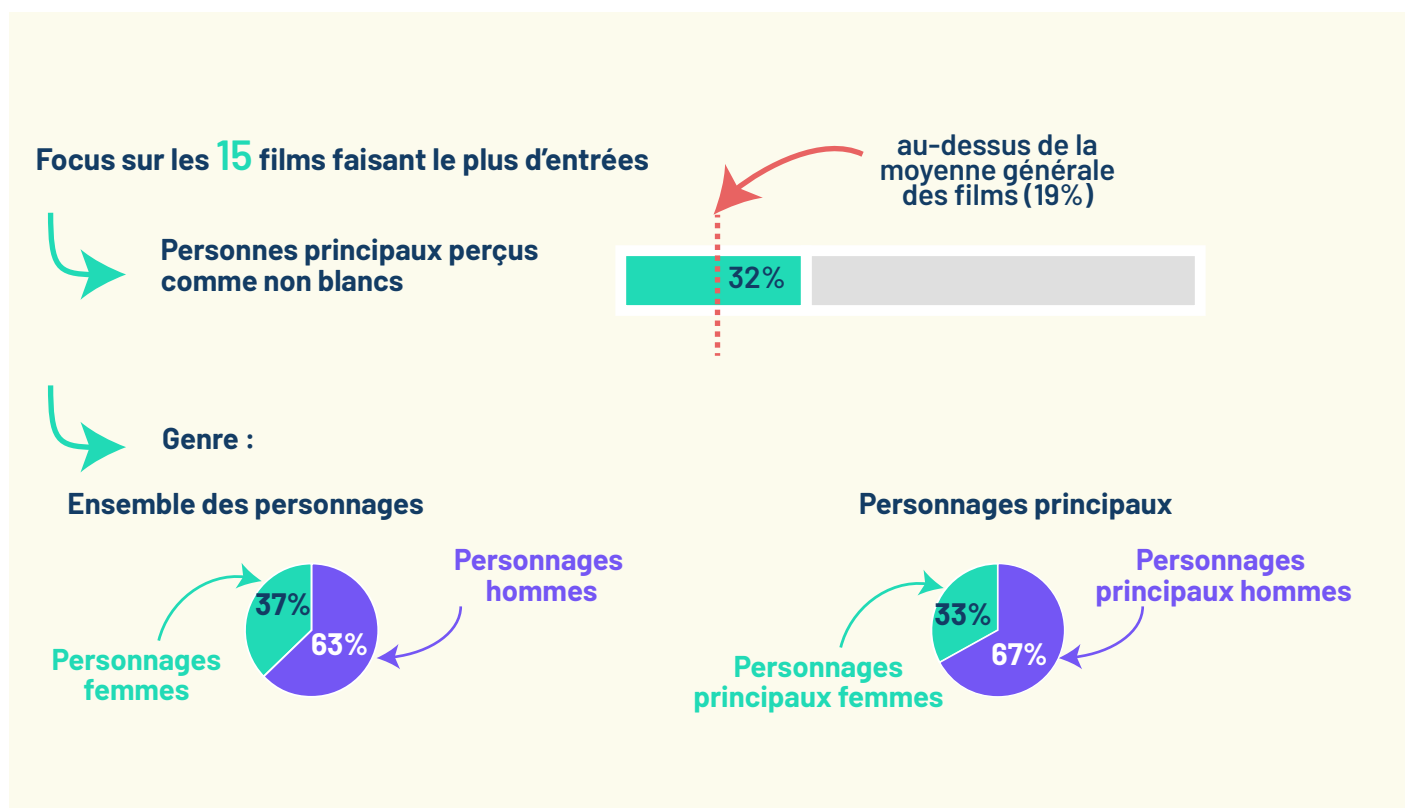 Focus sur les 15 films faisant le plus d’entrées
au-dessus de la
moyenne générale
des films (19%)
Personnes principaux perçus
comme non blancs
32%
Genre :
Ensemble des personnages
Personnages
hommes
37%
63%
Personnages
femmes
Personnages principaux
Personnages
principaux hommes
33%
67%
Personnages
principaux femmes